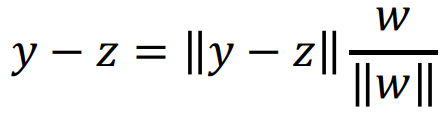 y − z = ‖y − z‖ w / ‖w‖